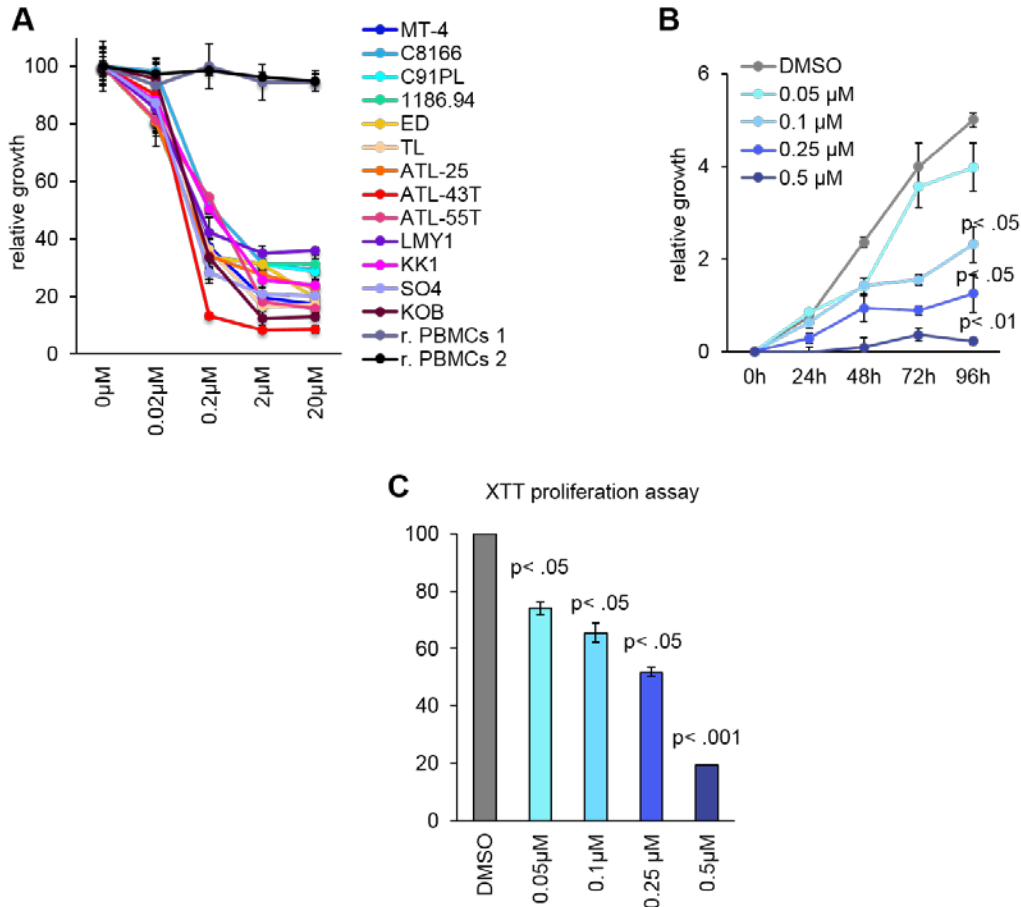 A
relative growth
100
80
60
40
20
0
0µM
0.02µM
0.2µM
2µM
20µM
MT-4
C8166
C91PL
1186.94
ED
TL
ATL-25
ATL-43T
ATL-55T
LMY1
KK1
SO4
KOB
r. PBMCs 1
r. PBMCs 2
B
relative growth
6
4
2
0
DMSO
0.05 µM
0.1 µM
0.25 µM
0.5 µM
p< .05
p< .05
p< .01
0h
24h
48h
72h
96h
C
XTT proliferation assay
100
80
60
40
20
0
p< .05
p< .05
p< .05
p< .001
DMSO
0.05µM
0.1µM
0.25 µM
0.5µM